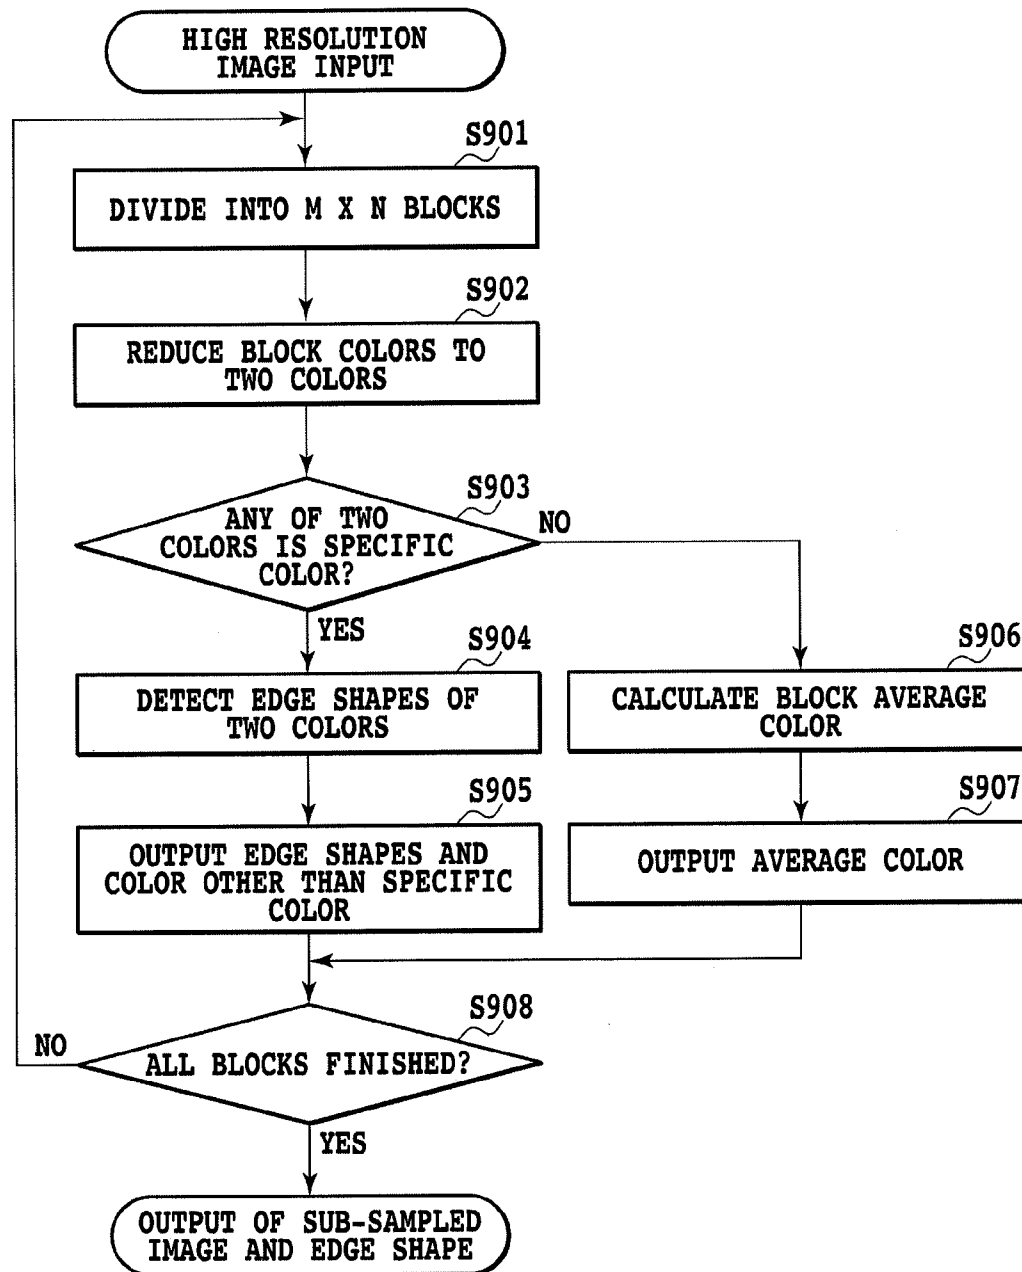 HIGH RESOLUTION
IMAGE INPUT
S901
DIVIDE INTO M X N BLOCKS
S902
REDUCE BLOCK COLORS TO
TWO COLORS
S903
ANY OF TWO
COLORS IS SPECIFIC
COLOR?
NO
YES
S904
DETECT EDGE SHAPES OF
TWO COLORS
S906
CALCULATE BLOCK AVERAGE
COLOR
S905
OUTPUT EDGE SHAPES AND
COLOR OTHER THAN SPECIFIC
COLOR
S907
OUTPUT AVERAGE COLOR
S908
ALL BLOCKS FINISHED?
NO
YES
OUTPUT OF SUB-SAMPLED
IMAGE AND EDGE SHAPE